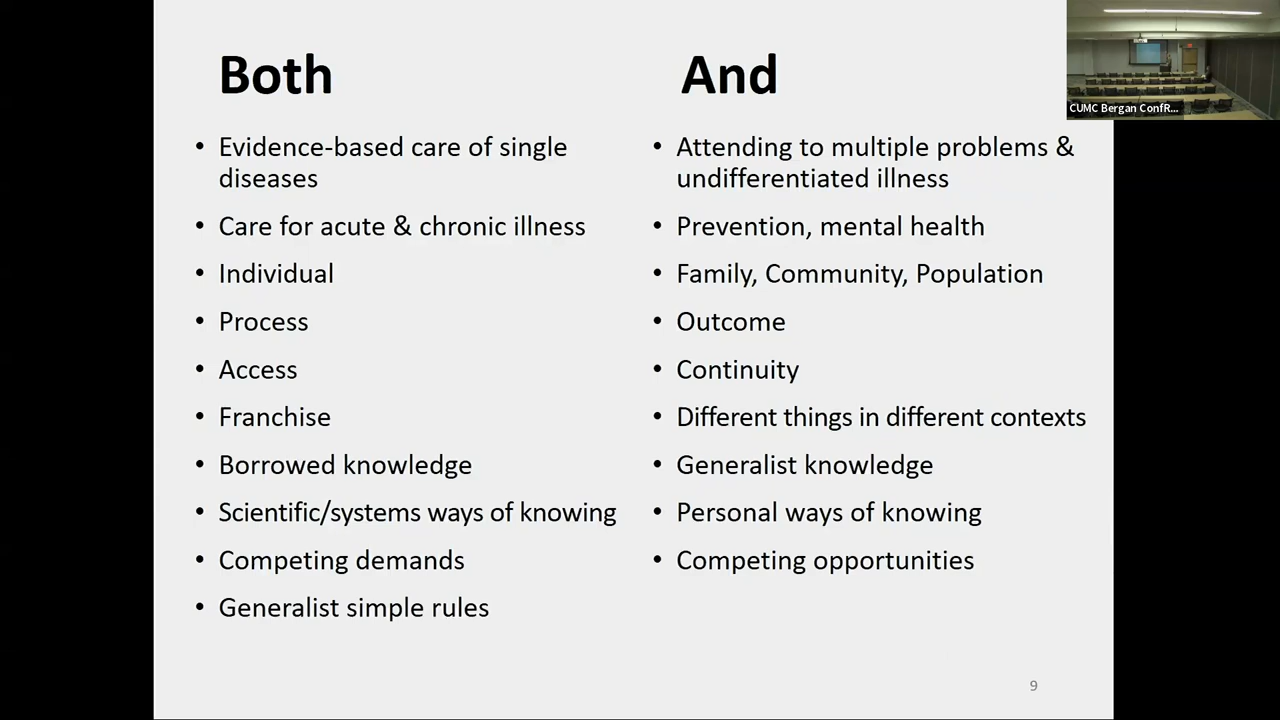 Both
• Evidence-based care of single
diseases
• Care for acute & chronic illness
• Individual
• Process
• Access
• Franchise
• Borrowed knowledge
• Scientific/systems ways of knowing
• Competing demands
• Generalist simple rules
And
• Attending to multiple problems &
undifferentiated illness
• Prevention, mental health
• Family, Community, Population
• Outcome
• Continuity
• Different things in different contexts
• Generalist knowledge
• Personal ways of knowing
• Competing opportunities
9
CUMC Bergan ConfR...